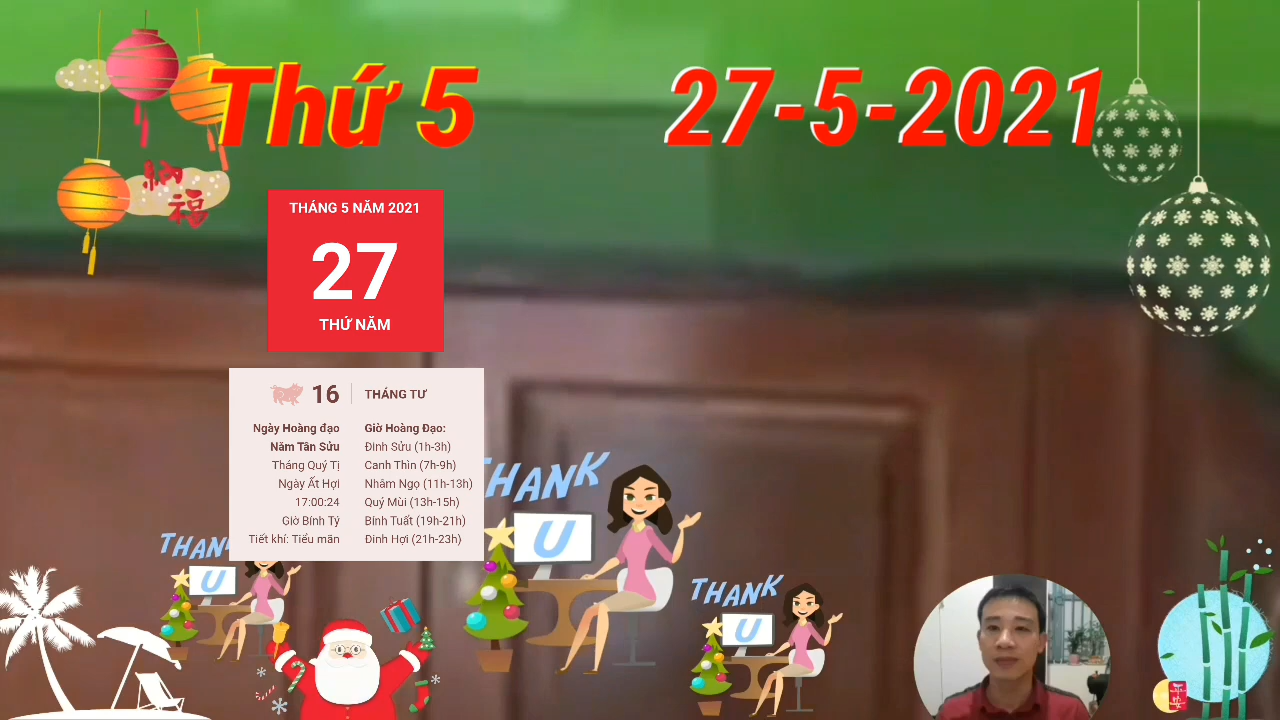 Thứ 5
27-5-2021
納
福
THÁNG 5 NĂM 2021
27
THỨ NĂM
16
THÁNG TƯ
Ngày Hoàng đạo
Năm Tân Sửu
Tháng Quý Tị
Ngày Ất Hợi
17:00:24
Giờ Bính Tý
Tiết khí: Tiểu mãn
Giờ Hoàng Đạo:
Đinh Sửu (1h-3h)
Canh Thìn (7h-9h)
Nhâm Ngọ (11h-13h)
Quý Mùi (13h-15h)
Bính Tuất (19h-21h)
Đinh Hợi (21h-23h)
THANK
U
THANK
U
THANK
U